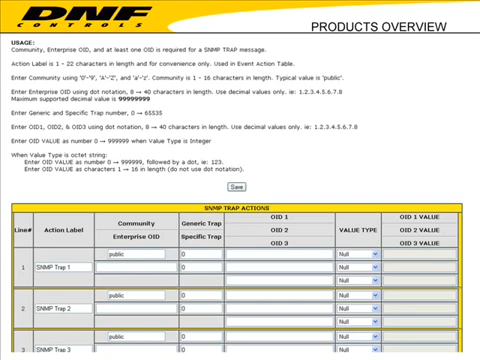 DNF
CONTROLS
PRODUCTS OVERVIEW
USAGE:
Community, Enterprise OID, and at least one OID is required for a SNMP TRAP message.
Action Label is 1 - 22 characters in length and for convenience only. Used in Event Action Table.
Enter Community using '0'-'9', 'A'-'Z', and 'a'-'z'. Community is 1 - 16 characters in length. Typical value is 'public'.
Enter Enterprise OID using dot notation, 8 → 40 characters in length. Use decimal values only. ie: 1.2.3.4.5.6.7.8
Maximum supported decimal value is 99999999
Enter Generic and Specific Trap number, 0 → 65535
Enter OID1, OID2, & OID3 using dot notation, 8 → 40 characters in length. Use decimal values only. ie: 1.2.3.4.5.6.7.8
Enter OID VALUE as number 0 → 999999 when Value Type is Integer
When Value Type is octet string:
Enter OID VALUE as number 0 → 999999, followed by a dot, ie: 123.
Enter OID VALUE as characters 1 → 16 in length (do not use dot notation).
Save
SNMP TRAP ACTIONS
Line# Action Label Community Enterprise OID Generic Trap Specific Trap OID 1 OID 2 OID 3 VALUE TYPE OID 1 VALUE OID 2 VALUE OID 3 VALUE
public 0 Null
1 SNMP Trap 1 0 Null
Null
public 0 Null
2 SNMP Trap 2 0 Null
Null
public 0 Null
3 SNMP Trap 3 0 Null